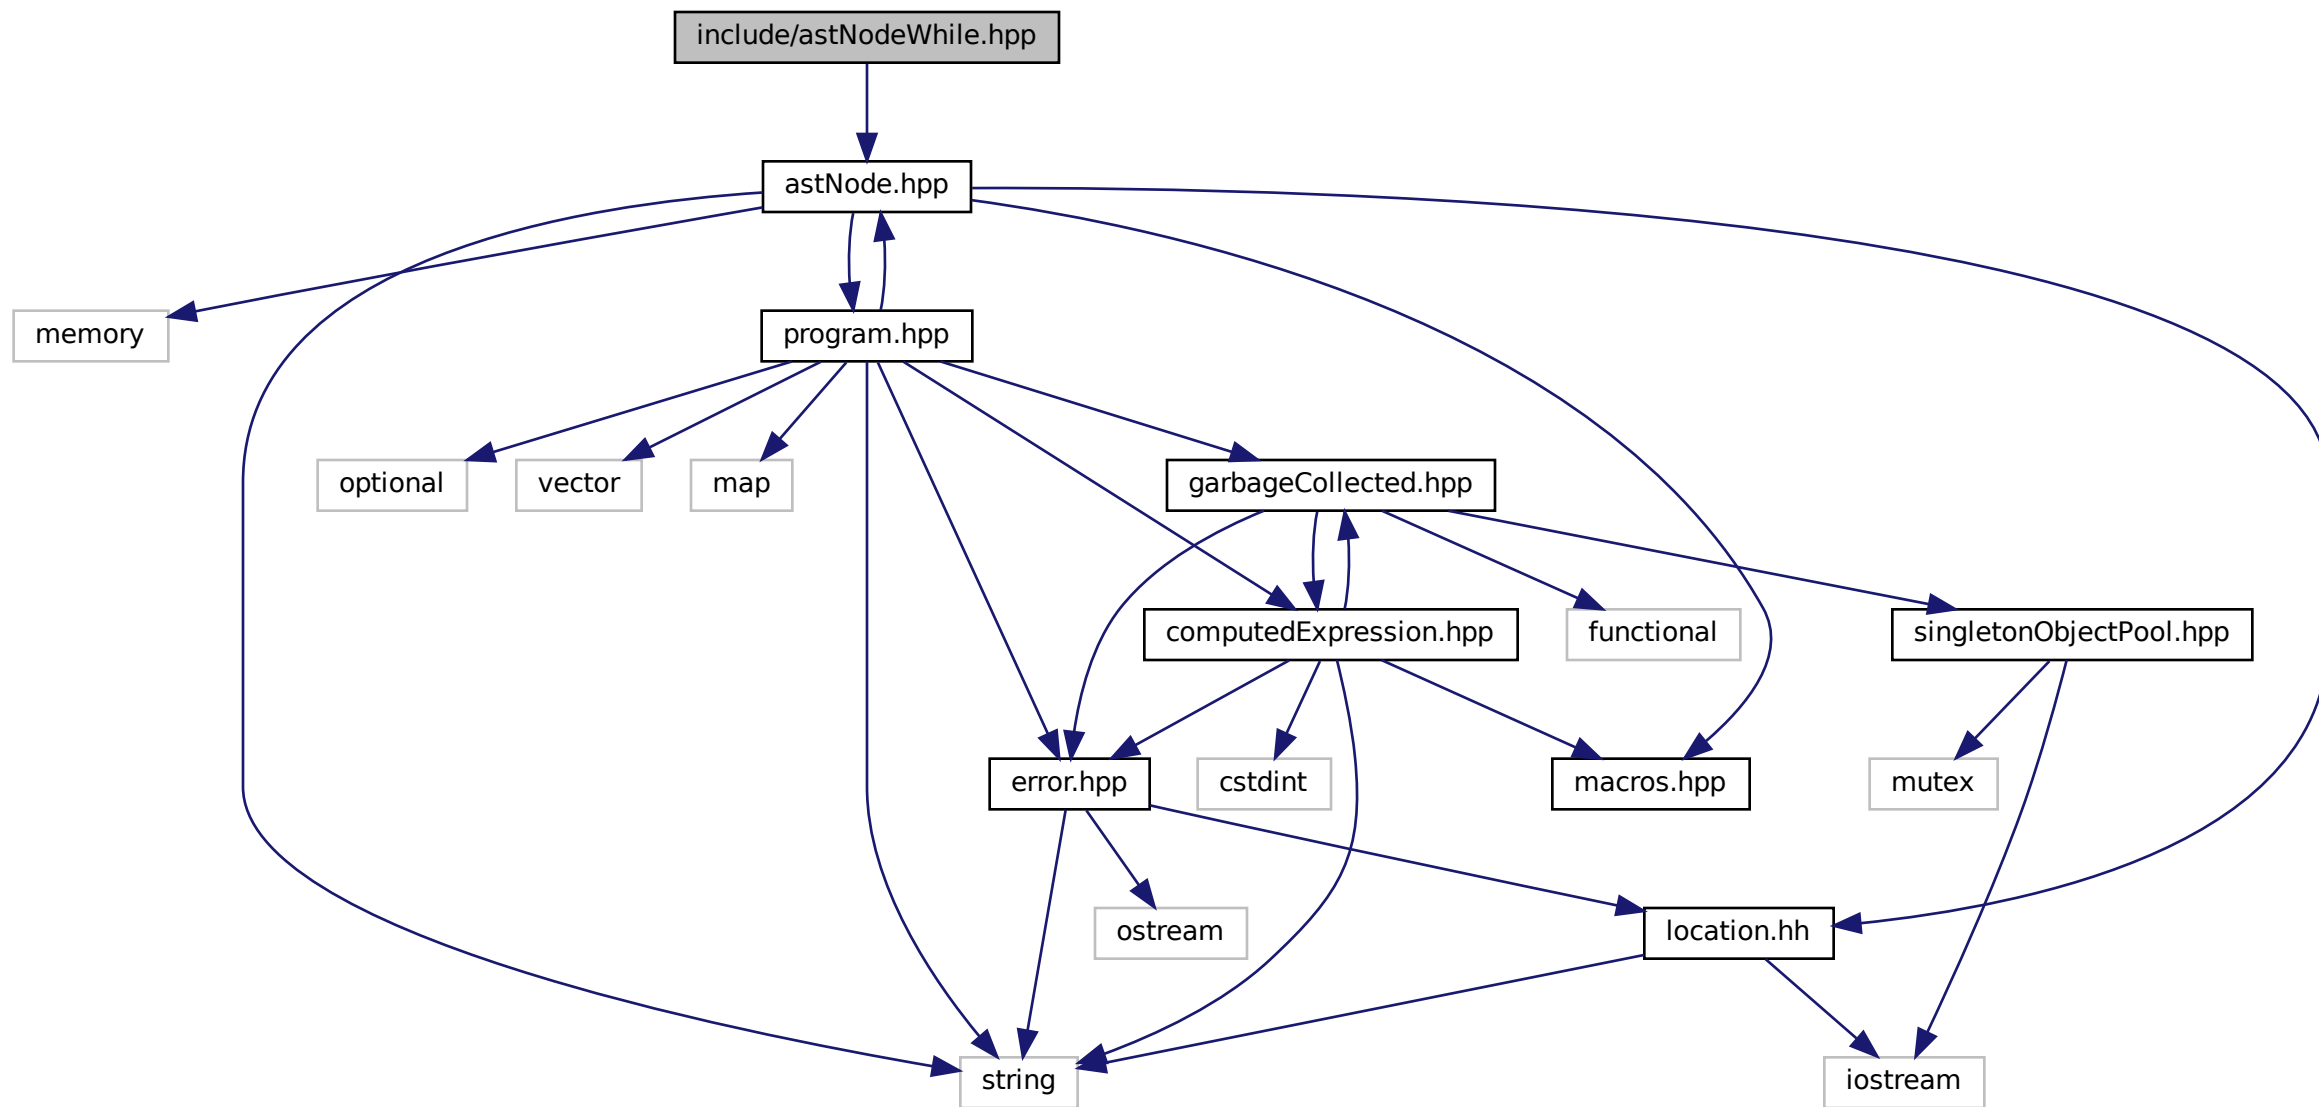 include/astNodeWhile.hpp
astNode.hpp
memory
program.hpp
optional
vector
map
garbageCollected.hpp
computedExpression.hpp
functional
singletonObjectPool.hpp
error.hpp
cstdint
macros.hpp
mutex
ostream
location.hh
string
iostream